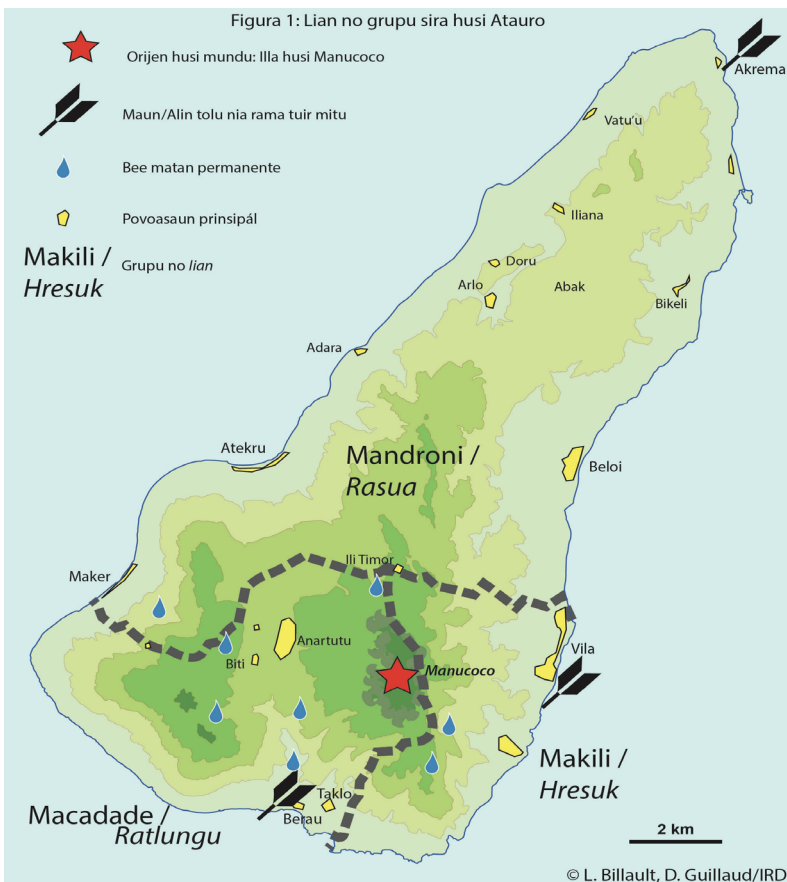 Figura 1: Lian no grupu sira husi Atauro
Orijen husi mundu: Illa husi Manucoco
Maun/Alin tolu nia rama tuir mitu
Bee matan permanente
Povoasaun prinsipál
Makili /
Hresuk
Grupu no lian
Akrema
Vatu'u
Iliana
Doru
Arlo
Abak
Bikeli
Adara
Atekru
Mandroni /
Rasua
Beloi
Maker
Ili Timor
Anartutu
Biti
Manucoco
Vila
Makili /
Hresuk
Macadade /
Ratlungu
Taklo
Berau
2 km
© L. Billault, D. Guillaud/IRD